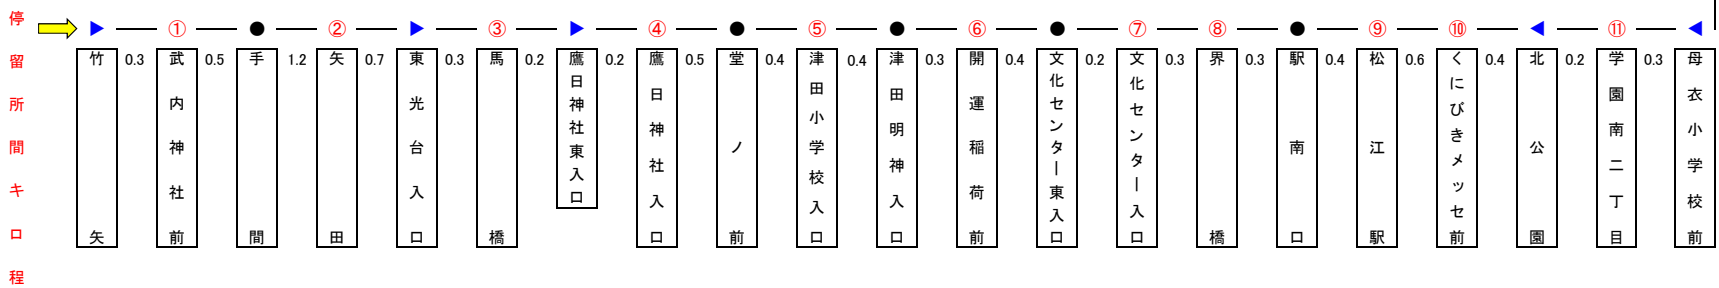 停留所間キロ程
▶ ① ● ② ▶ ③ ▶ ④ ● ⑤ ● ⑥ ● ⑦ ⑧ ● ⑨ ⑩ ◀ ⑪ ◀
竹矢
0.3
武内神社前
0.5
手間
1.2
矢田
0.7
東光台入口
0.3
馬橋
0.2
鷹日神社東入口
0.2
鷹日神社入口
0.5
堂ノ前
0.4
津田小学校入口
0.4
津田明神入口
0.3
開運稲荷前
0.4
文化センター東入口
0.2
文化センター入口
0.3
界橋
0.3
駅南口
0.4
松江駅
0.6
くにびきメッセ前
0.4
北公園
0.2
学園南二丁目
0.3
母衣小学校前